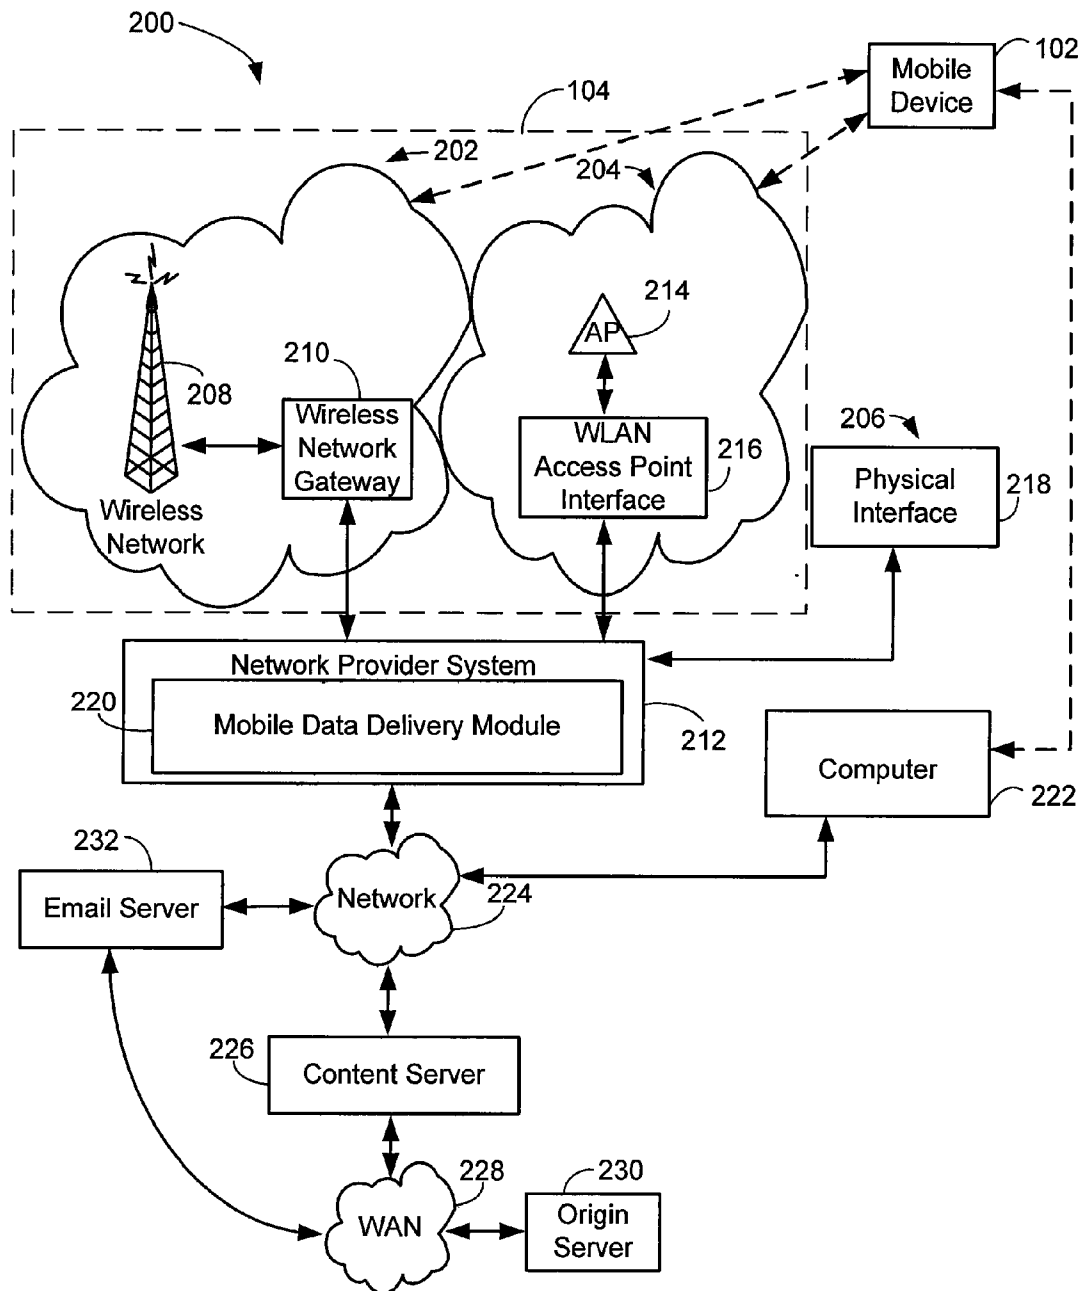 200
102
Mobile
Device
104
202
204
214
AP
210
208
Wireless
Network
Gateway
WLAN
Access Point
Interface
216
206
Physical
Interface
218
Wireless
Network
Network Provider System
220
Mobile Data Delivery Module
212
Computer
222
232
Email Server
Network
224
226
Content Server
228
WAN
230
Origin
Server